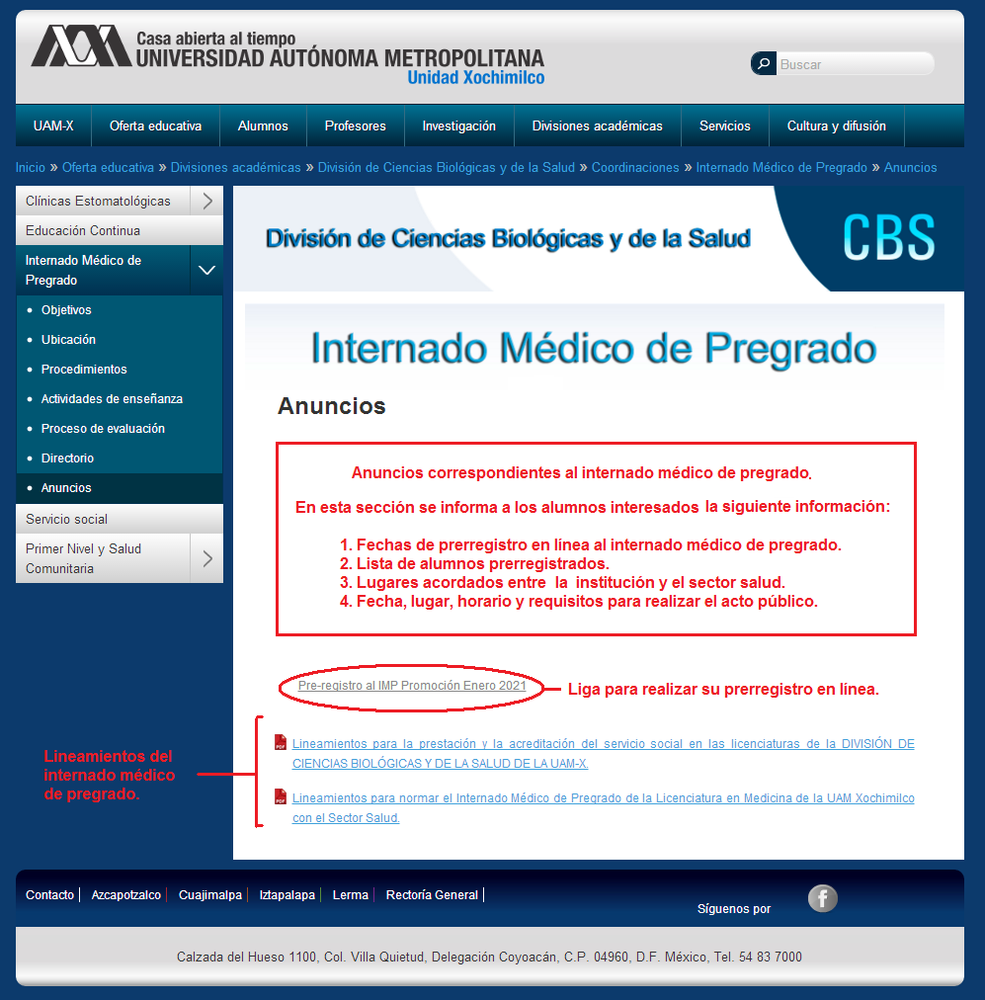 Casa abierta al tiempo
UNIVERSIDAD AUTÓNOMA METROPOLITANA
Unidad Xochimilco
Buscar
UAM-X Oferta educativa Alumnos Profesores Investigación Divisiones académicas Servicios Cultura y difusión
Inicio » Oferta educativa » Divisiones académicas » División de Ciencias Biológicas y de la Salud » Coordinaciones » Internado Médico de Pregrado » Anuncios
Clínicas Estomatológicas
Educación Continua
Internado Médico de
Pregrado
• Objetivos
• Ubicación
• Procedimientos
• Actividades de enseñanza
• Proceso de evaluación
• Directorio
• Anuncios
Servicio social
Primer Nivel y Salud
Comunitaria
División de Ciencias Biológicas y de la Salud
CBS
Internado Médico de Pregrado
Anuncios
Anuncios correspondientes al internado médico de pregrado.
En esta sección se informa a los alumnos interesados la siguiente información:
1. Fechas de prerregistro en línea al internado médico de pregrado.
2. Lista de alumnos prerregistrados.
3. Lugares acordados entre la institución y el sector salud.
4. Fecha, lugar, horario y requisitos para realizar el acto público.
Pre-registro al IMP Promoción Enero 2021
Liga para realizar su prerregistro en línea.
Lineamientos del
internado médico
de pregrado.
PDF
Lineamientos para la prestación y la acreditación del servicio social en las licenciaturas de la DIVISIÓN DE
CIENCIAS BIOLÓGICAS Y DE LA SALUD DE LA UAM-X.
PDF
Lineamientos para normar el Internado Médico de Pregrado de la Licenciatura en Medicina de la UAM Xochimilco
con el Sector Salud.
Contacto | Azcapotzalco | Cuajimalpa | Iztapalapa | Lerma | Rectoría General |
Síguenos por
f
Calzada del Hueso 1100, Col. Villa Quietud, Delegación Coyoacán, C.P. 04960, D.F. México, Tel. 54 83 7000